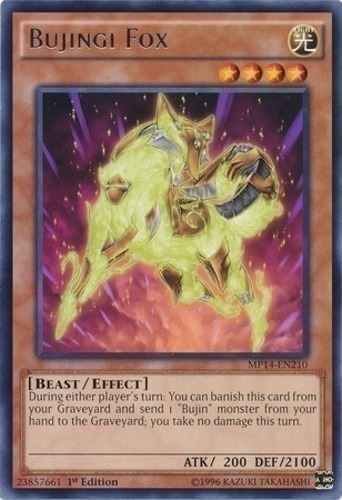 Bujingi Fox
LIGHT
光
MP14-EN210
[Beast / Effect]
During either player's turn: You can banish this card
from your Graveyard and send 1 "Bujin" monster from
your hand to the Graveyard; you take no damage this
turn.
ATK/ 200 DEF/2100
23857661 1st Edition ©1996 KAZUKI TAKAHASHI